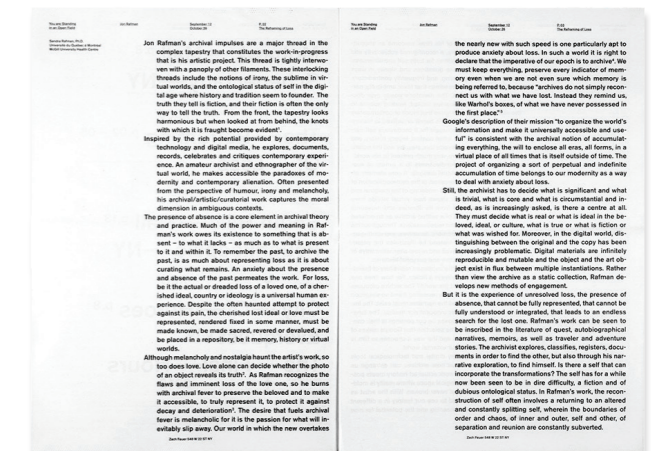 You are Standing
in an Open Field
Jon Rafman
September, 12
October, 26
P. 02
The Reframing of Loss
Sandra Rafman, Ph.D.
Université du Québec à Montréal
McGill University Health Centre
Jon Rafman's archival impulses are a major thread in the
complex tapestry that constitutes the work-in-progress
that is his artistic project. This thread is tightly interwo-
ven with a panoply of other filaments. These interlocking
threads include the notions of irony, the sublime in vir-
tual worlds, and the ontological status of self in the digi-
tal age where history and tradition seem to founder. The
truth they tell is fiction, and their fiction is often the only
way to tell the truth. From the front, the tapestry looks
harmonious but when looked at from behind, the knots
with which it is fraught become evident¹.
Inspired by the rich potential provided by contemporary
technology and digital media, he explores, documents,
records, celebrates and critiques contemporary experi-
ence. An amateur archivist and ethnographer of the vir-
tual world, he makes accessible the paradoxes of mo-
dernity and contemporary alienation. Often presented
from the perspective of humour, irony and melancholy,
his archival/artistic/curatorial work captures the moral
dimension in ambiguous contexts.
The presence of absence is a core element in archival theory
and practice. Much of the power and meaning in Raf-
man's work owes its existence to something that is ab-
sent – to what it lacks – as much as to what is present
to it and within it. To remember the past, to archive the
past, is as much about representing loss as it is about
curating what remains. An anxiety about the presence
and absence of the past permeates the work. For loss,
be it the actual or dreaded loss of a loved one, of a cher-
ished ideal, country or ideology is a universal human ex-
perience. Despite the often haunted attempt to protect
against its pain, the cherished lost ideal or love must be
represented, rendered fixed in some manner, must be
made known, be made sacred, revered or devalued, and
be placed in a repository, be it memory, history or virtual
worlds.
Although melancholy and nostalgia haunt the artist's work, so
too does love. Love alone can decide whether the photo
of an object reveals its truth². As Rafman recognizes the
flaws and imminent loss of the love one, so he burns
with archival fever to preserve the beloved and to make
it accessible, to truly represent it, to protect it against
decay and deterioration³. The desire that fuels archival
fever is melancholic for it is the passion for what will in-
evitably slip away. Our world in which the new overtakes
Zach Feuer 548 W 22 ST NY
You are Standing
in an Open Field
Jon Rafman
September, 12
October, 26
P. 03
The Reframing of Loss
the nearly new with such speed is one particularly apt to
produce anxiety about loss. In such a world it is right to
declare that the imperative of our epoch is to archive⁴. We
must keep everything, preserve every indicator of mem-
ory even when we are not even sure which memory is
being referred to, because "archives do not simply recon-
nect us with what we have lost. Instead they remind us,
like Warhol's boxes, of what we have never possessed in
the first place."⁵
Google's description of their mission "to organize the world's
information and make it universally accessible and use-
ful" is consistent with the archival notion of accumulat-
ing everything, the will to enclose all eras, all forms, in a
virtual place of all times that is itself outside of time. The
project of organizing a sort of perpetual and indefinite
accumulation of time belongs to our modernity as a way
to deal with anxiety about loss.
Still, the archivist has to decide what is significant and what
is trivial, what is core and what is circumstantial and in-
deed, as is increasingly asked, is there a centre at all.
They must decide what is real or what is ideal in the be-
loved, ideal, or culture, what is true or what is fiction or
what was wished for. Moreover, in the digital world, dis-
tinguishing between the original and the copy has been
increasingly problematic. Digital materials are infinitely
reproducible and mutable and the object and the art ob-
ject exist in flux between multiple instantiations. Rather
than view the archive as a static collection, Rafman de-
velops new methods of engagement.
But it is the experience of unresolved loss, the presence of
absence, that cannot be fully represented, that cannot be
fully understood or integrated, that leads to an endless
search for the lost one. Rafman's work can be seen to
be inscribed in the literature of quest, autobiographical
narratives, memoirs, as well as traveler and adventure
stories. The archivist explores, classifies, registers, docu-
ments in order to find the other, but also through his nar-
rative exploration, to find himself. Is there a self that can
incorporate the transformations? The self has for a while
now been seen to be in dire difficulty, a fiction and of
dubious ontological status. In Rafman's work, the recon-
struction of self often involves a returning to an altered
and constantly splitting self, wherein the boundaries of
order and chaos, of inner and outer, self and other, of
separation and reunion are constantly subverted.
Zach Feuer 548 W 22 ST NY